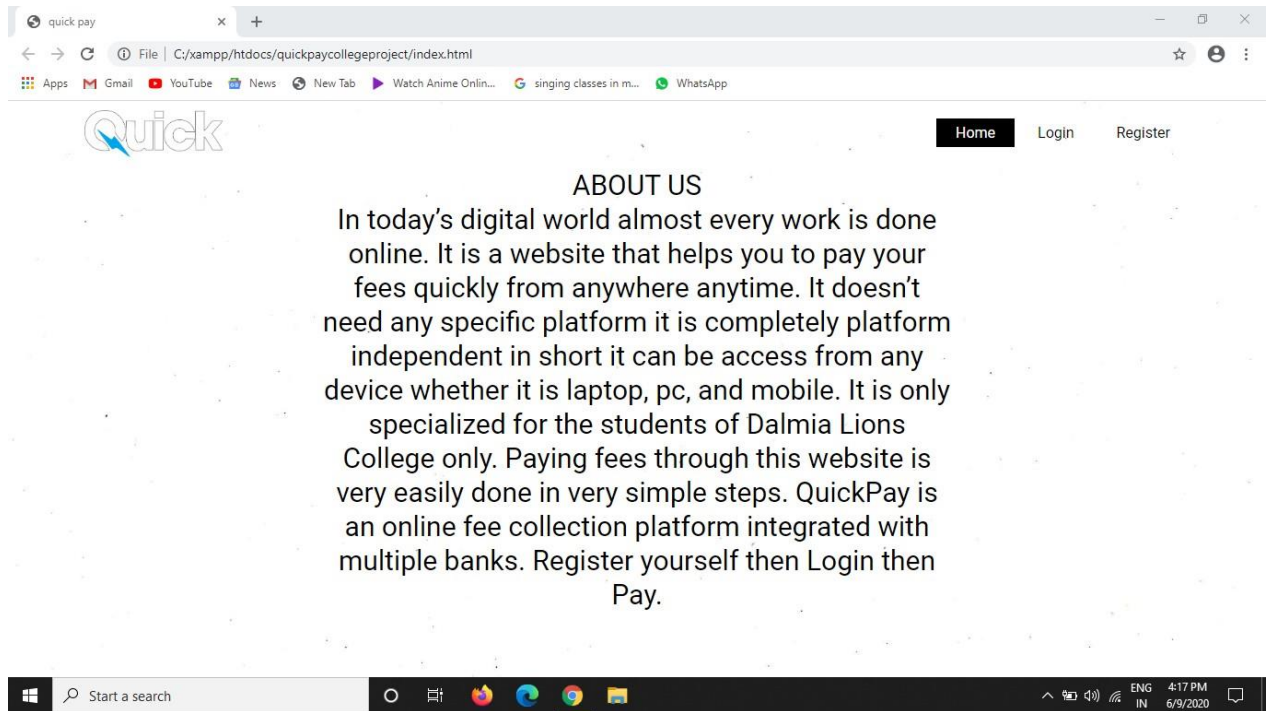 quick pay
File | C:/xampp/htdocs/quickpaycollegeproject/index.html
Apps Gmail YouTube News New Tab Watch Anime Onlin... singing classes in m... WhatsApp
Quick
Home Login Register
ABOUT US
In today’s digital world almost every work is done
online. It is a website that helps you to pay your
fees quickly from anywhere anytime. It doesn’t
need any specific platform it is completely platform
independent in short it can be access from any
device whether it is laptop, pc, and mobile. It is only
specialized for the students of Dalmia Lions
College only. Paying fees through this website is
very easily done in very simple steps. QuickPay is
an online fee collection platform integrated with
multiple banks. Register yourself then Login then
Pay.
Start a search
ENG 4:17 PM
IN 6/9/2020